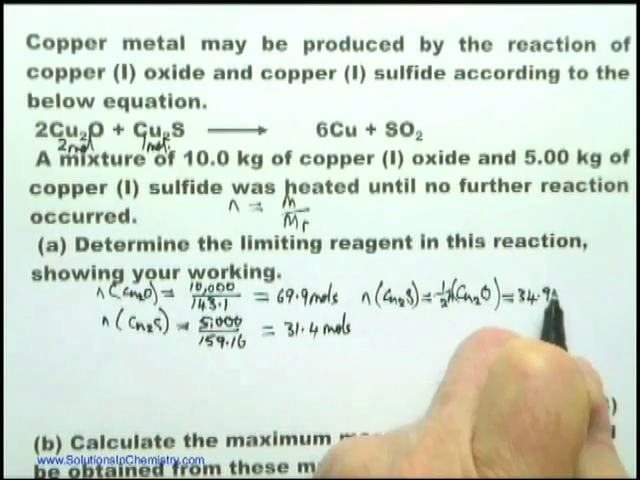 Copper metal may be produced by the reaction of
copper (I) oxide and copper (I) sulfide according to the
below equation.
2Cu₂O + Cu₂S ⟶ 6Cu + SO₂
2mol 1mol.
A mixture of 10.0 kg of copper (I) oxide and 5.00 kg of
copper (I) sulfide was heated until no further reaction
occurred. n = m/Mr
(a) Determine the limiting reagent in this reaction,
showing your working.
n(Cu₂O) = 10,000/143.1 = 69.9mols n(Cu₂S) = ½n(Cu₂O) = 34.9
n(Cu₂S) = 5,000/159.16 = 31.4 mols
(b) Calculate the maximum
www.SolutionsInChemistry.com
be obtained from these